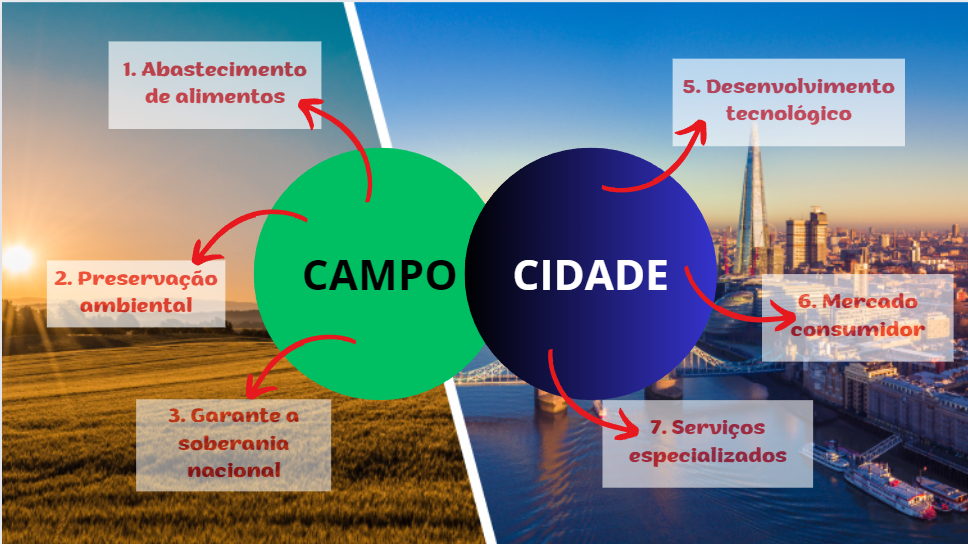 1. Abastecimento
de alimentos
2. Preservação
ambiental
3. Garante a
soberania
nacional
CAMPO
CIDADE
5. Desenvolvimento
tecnológico
6. Mercado
consumidor
7. Serviços
especializados